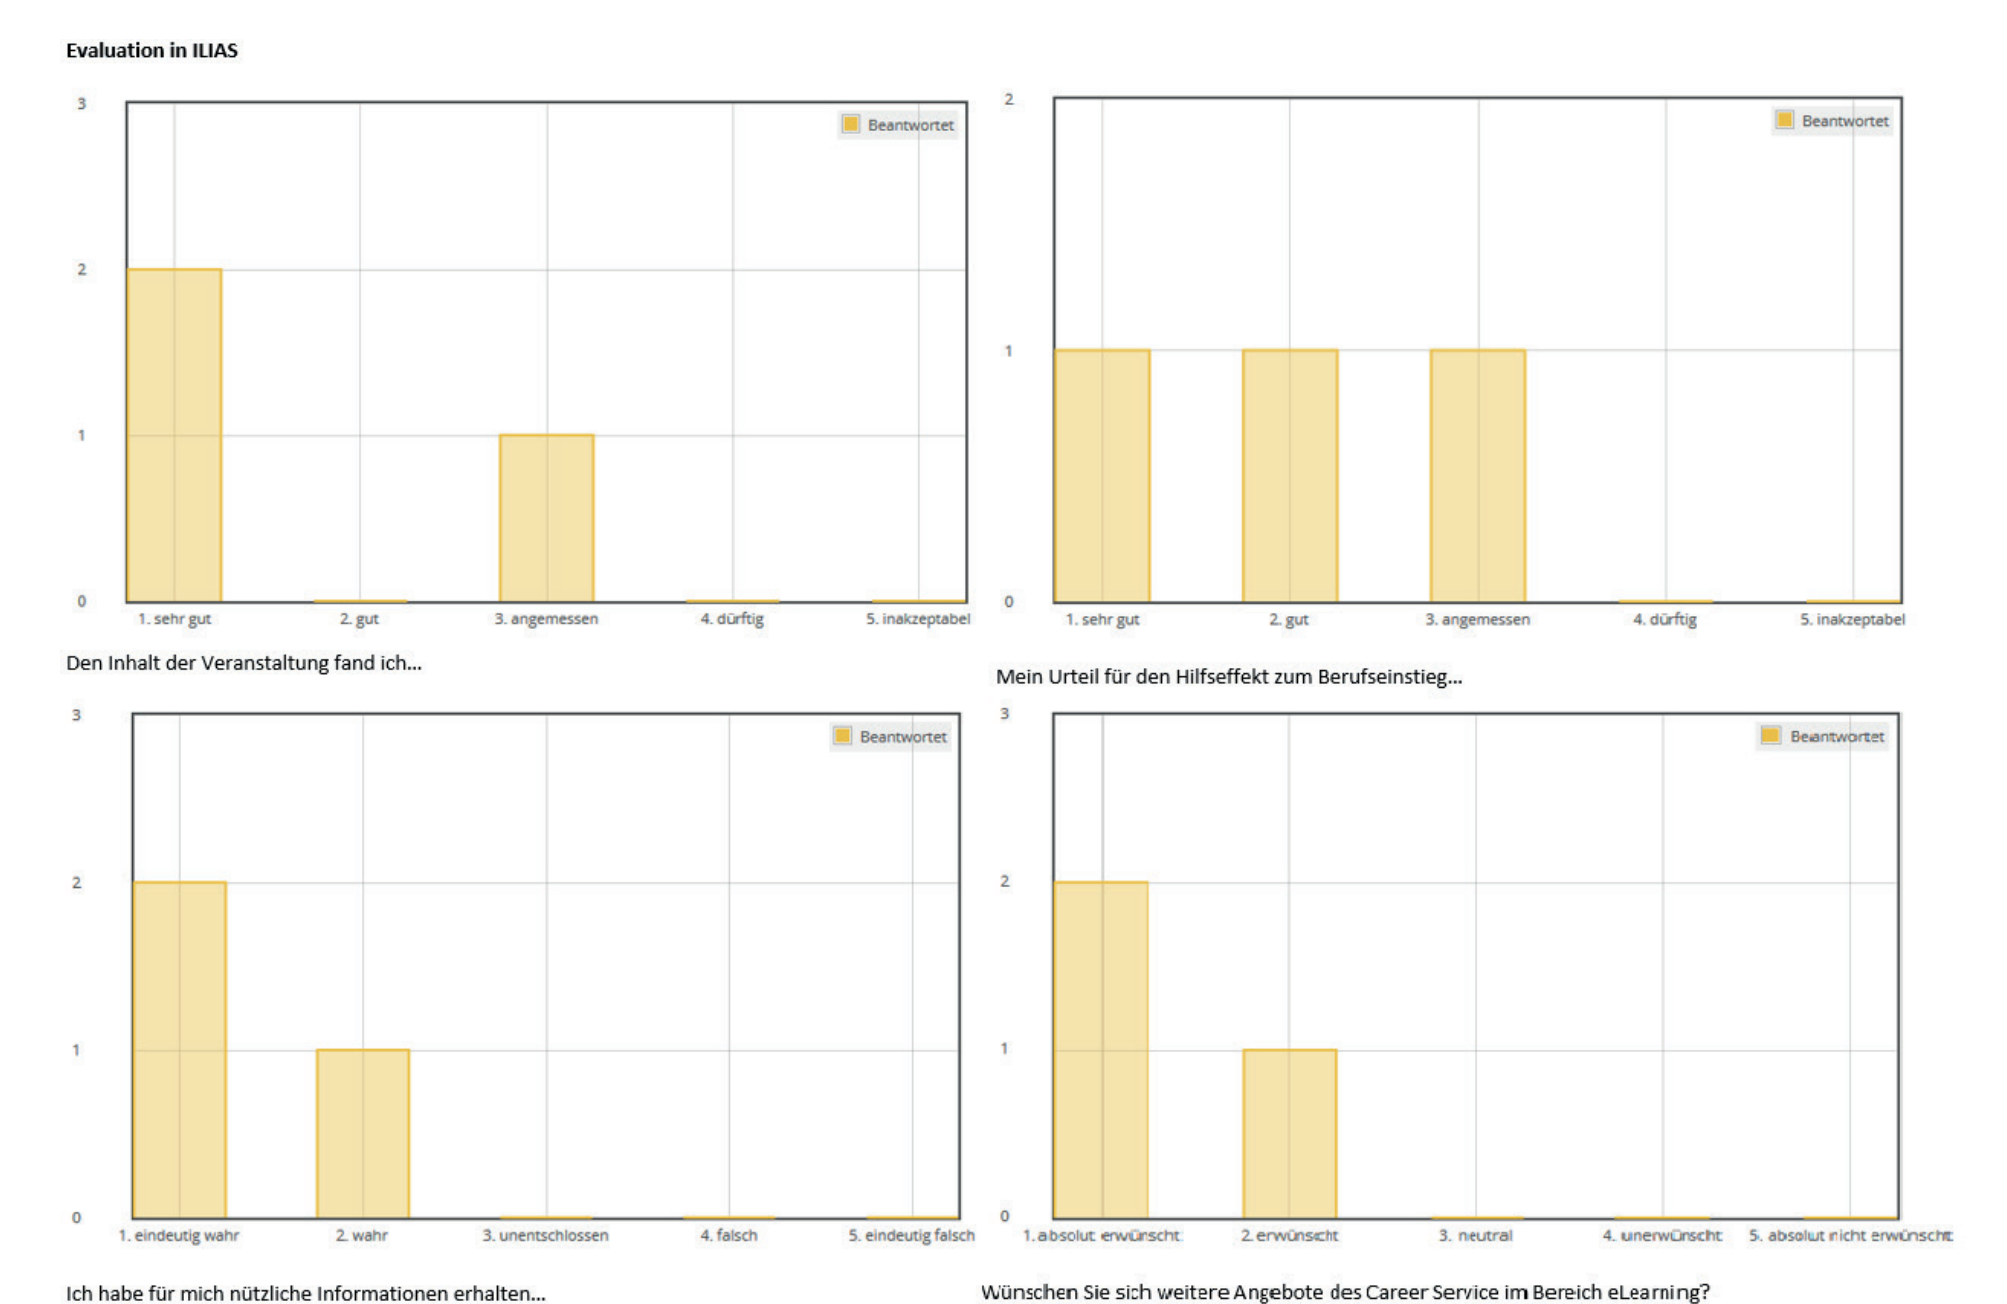 Evaluation in ILIAS
3
Beantwortet
2
1
0
1. sehr gut 2. gut 3. angemessen 4. dürftig 5. inakzeptabel
Den Inhalt der Veranstaltung fand ich...
2
Beantwortet
1
0
1. sehr gut 2. gut 3. angemessen 4. dürftig 5. inakzeptabel
Mein Urteil für den Hilfseffekt zum Berufseinstieg...
3
Beantwortet
2
1
0
1. eindeutig wahr 2. wahr 3. unentschlossen 4. falsch 5. eindeutig falsch
Ich habe für mich nützliche Informationen erhalten...
3
Beantwortet
2
1
0
1. absolut erwünscht 2. erwünscht 3. neutral 4. unerwünscht 5. absolut nicht erwünscht
Wünschen Sie sich weitere Angebote des Career Service im Bereich eLearning?